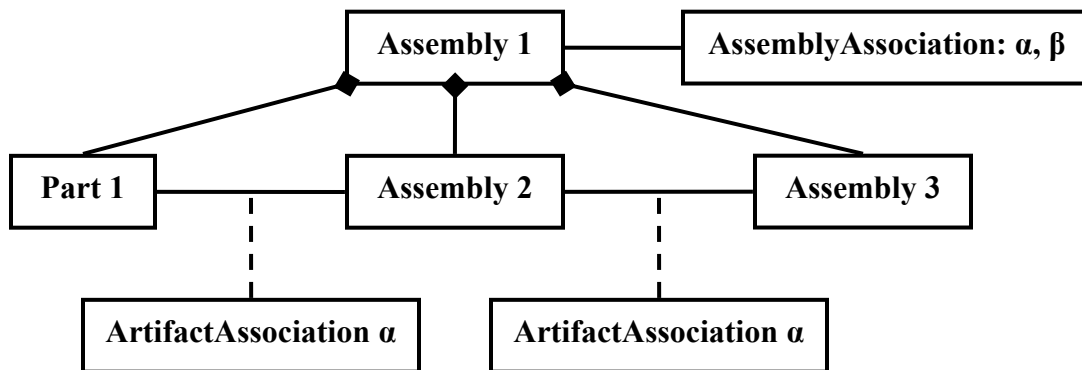 Assembly 1
AssemblyAssociation: α, β
Part 1
Assembly 2
Assembly 3
ArtifactAssociation α
ArtifactAssociation α